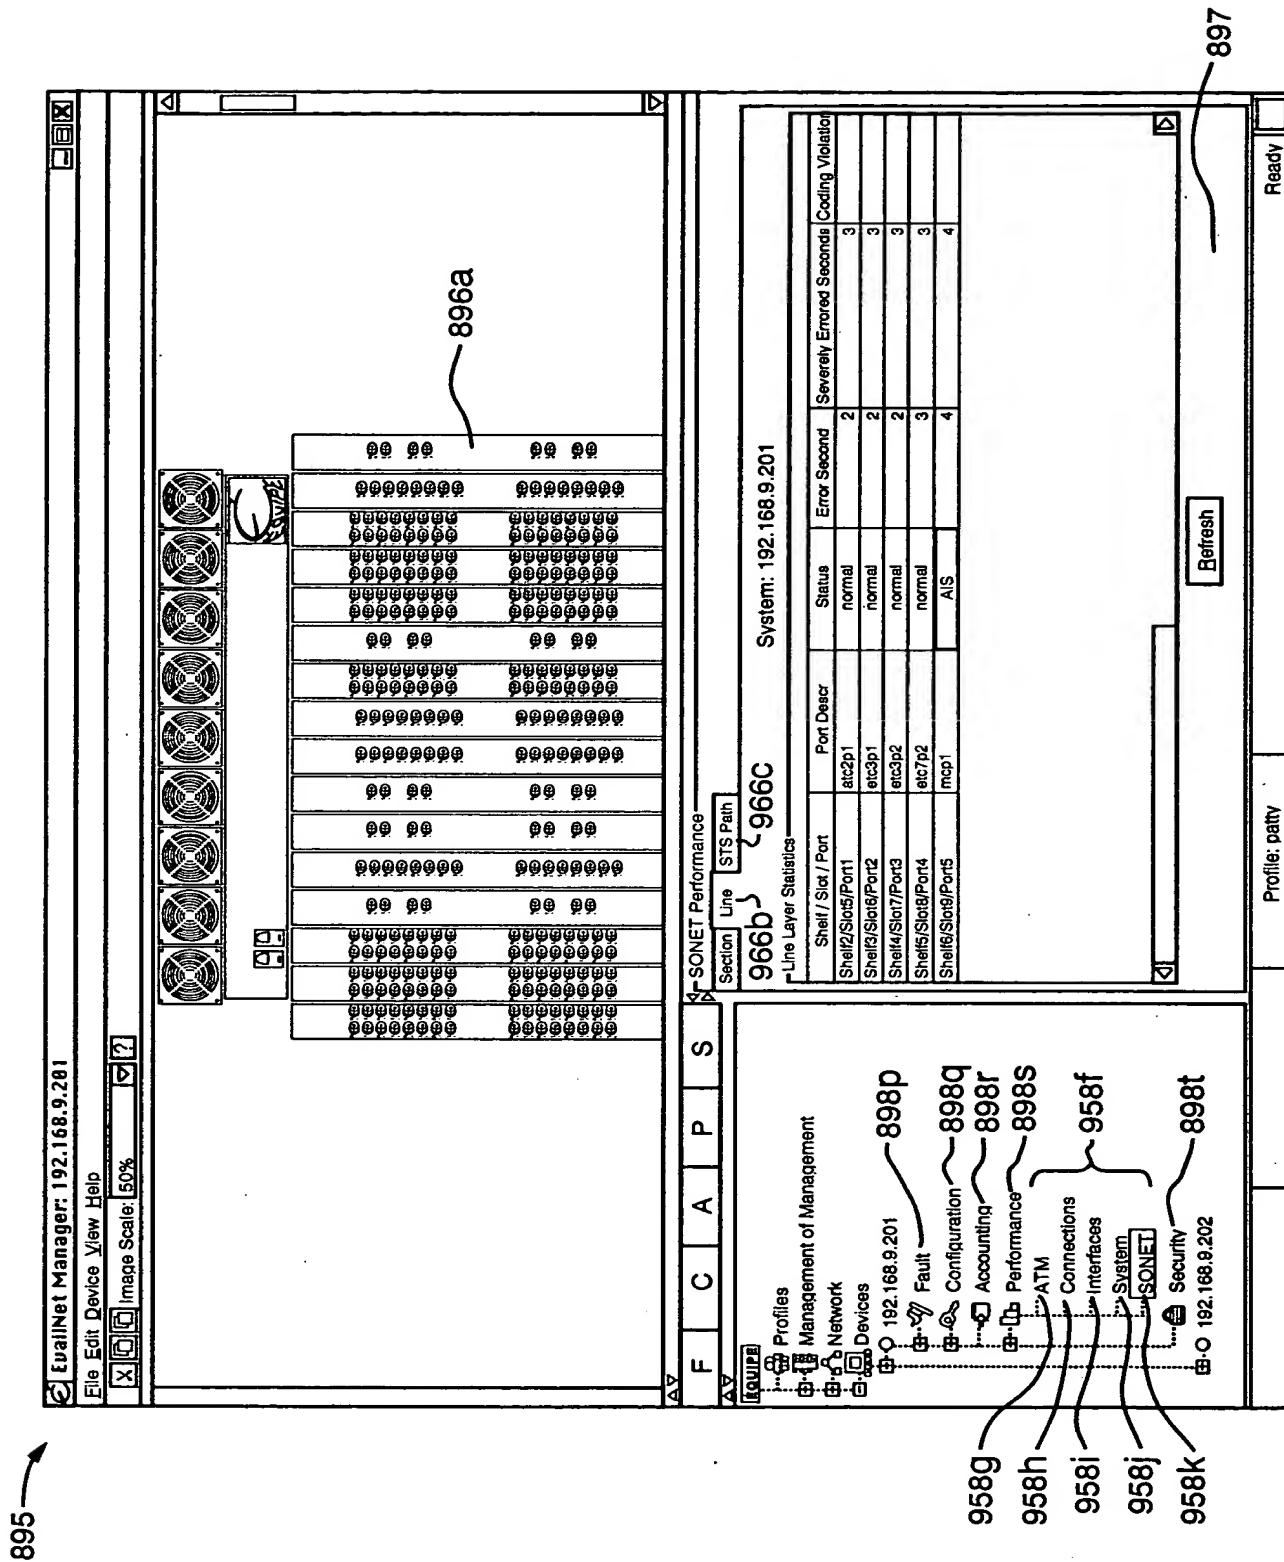 895
EvallNet Manager: 192.168.9.201
File Edit Device View Help
Image Scale: 50% ?
896a
F C A P S
EQUIPE
Profiles
Management of Management
Network
Devices
192.168.9.201
Fault
Configuration
Accounting
Performance
ATM
Connections
Interfaces
System
SONET
Security
192.168.9.202
898p
898q
898r
898s
958f
898t
958g
958h
958i
958j
958k
SONET Performance
Section Line STS Path
966b 966c
System: 192.168.9.201
Line Layer Statistics
Shelf / Slot / Port Port Descr Status Error Second Severely Errored Seconds Coding Violation
Shelf2/Slot5/Port1 atc2p1 normal 2 3
Shelf3/Slot6/Port2 etc3p1 normal 2 3
Shelf4/Slot7/Port3 etc3p2 normal 2 3
Shelf5/Slot8/Port4 etc7p2 normal 3 3
Shelf6/Slot9/Port5 mcp1 AIS 4 4
Refresh
897
Profile: patty
Ready